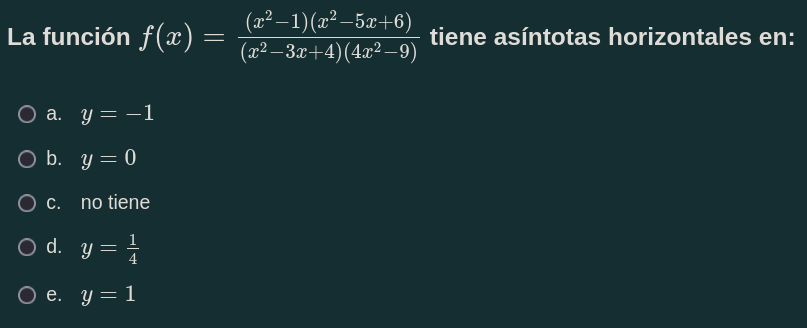 La función f(x) = \frac{(x^2-1)(x^2-5x+6)}{(x^2-3x+4)(4x^2-9)} tiene asíntotas horizontales en:
a. y = -1
b. y = 0
c. no tiene
d. y = \frac{1}{4}
e. y = 1